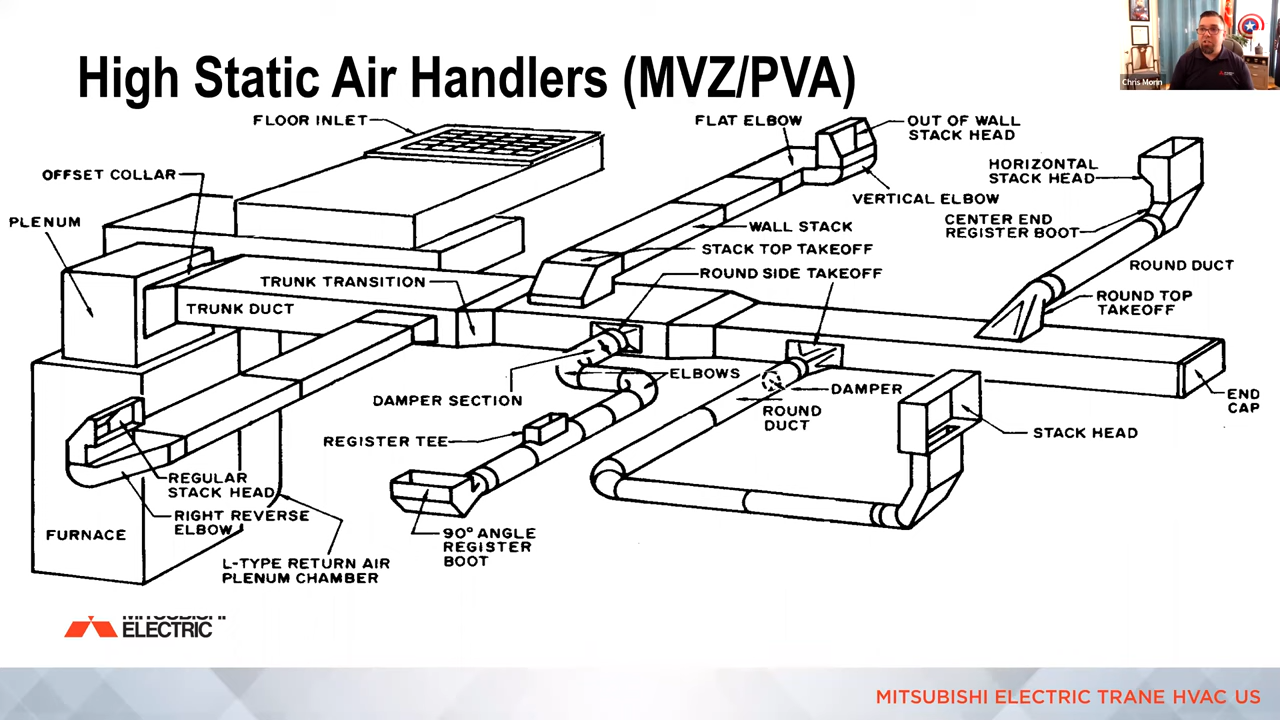 High Static Air Handlers (MVZ/PVA)
Chris Morin
FLOOR INLET
OFFSET COLLAR
PLENUM
FLAT ELBOW
OUT OF WALL
STACK HEAD
HORIZONTAL
STACK HEAD
VERTICAL ELBOW
CENTER END
REGISTER BOOT
WALL STACK
STACK TOP TAKEOFF
ROUND SIDE TAKEOFF
ROUND DUCT
ROUND TOP
TAKEOFF
TRUNK TRANSITION
TRUNK DUCT
ELBOWS
DAMPER SECTION
DAMPER
ROUND
DUCT
END
CAP
REGISTER TEE
STACK HEAD
REGULAR
STACK HEAD
RIGHT REVERSE
ELBOW
FURNACE
90° ANGLE
REGISTER
BOOT
L-TYPE RETURN AIR
PLENUM CHAMBER
MITSUBISHI
ELECTRIC
MITSUBISHI ELECTRIC TRANE HVAC US